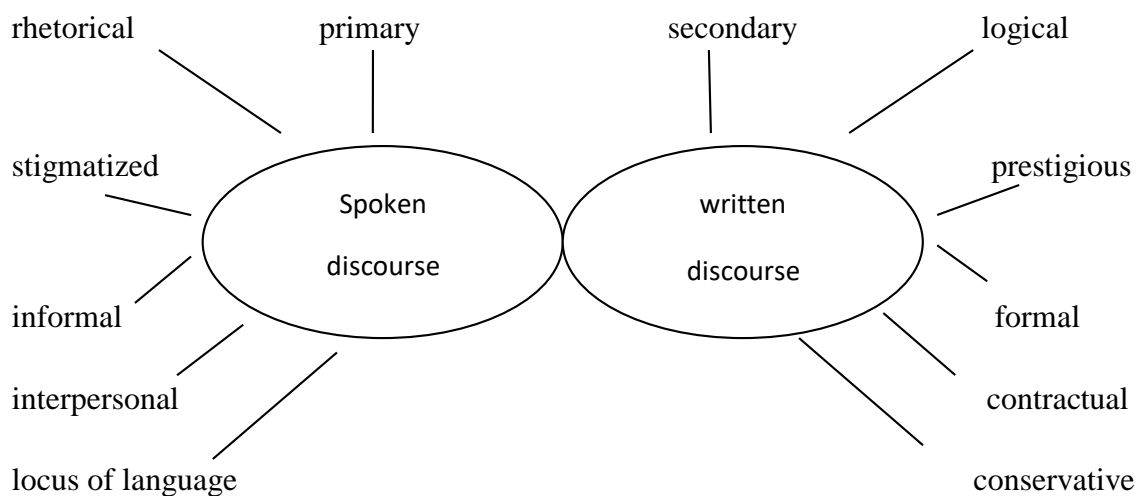 rhetorical primary secondary logical
stigmatized prestigious
Spoken written
discourse discourse
informal formal
interpersonal contractual
locus of language conservative